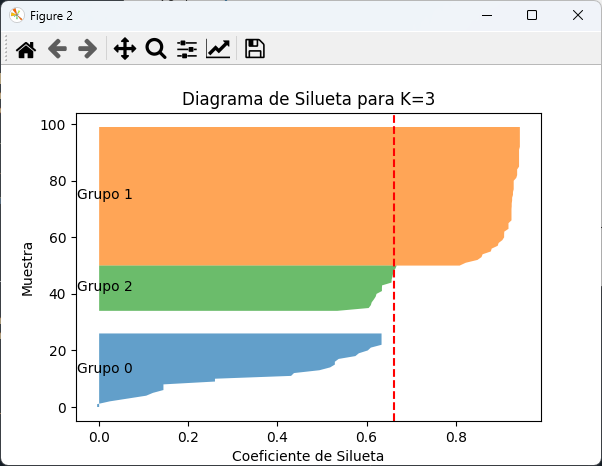 Figure 2
Diagrama de Silueta para K=3
100
80
60
40
20
0
Muestra
Grupo 1
Grupo 2
Grupo 0
0.0 0.2 0.4 0.6 0.8
Coeficiente de Silueta